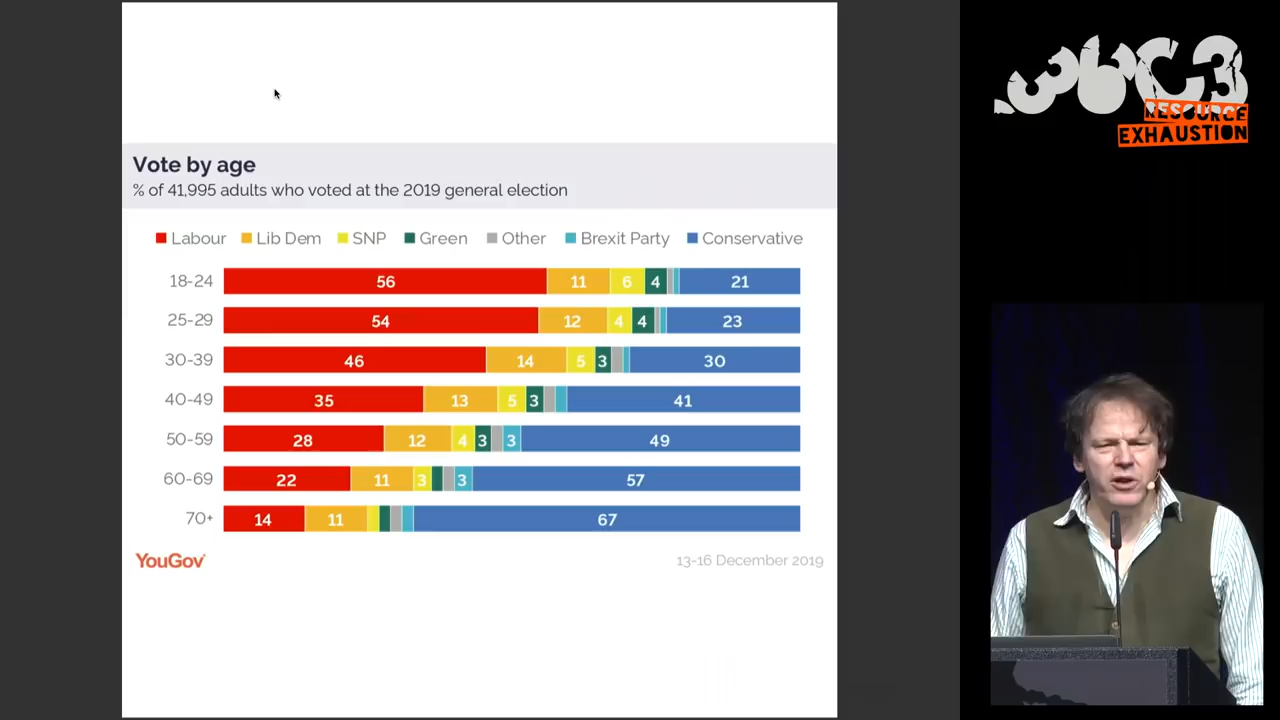 36C3
RESOURCE
EXHAUSTION
Vote by age
% of 41,995 adults who voted at the 2019 general election
Labour Lib Dem SNP Green Other Brexit Party Conservative
18-24 56 11 6 4 21
25-29 54 12 4 4 23
30-39 46 14 5 3 30
40-49 35 13 5 3 41
50-59 28 12 4 3 3 49
60-69 22 11 3 3 57
70+ 14 11 67
YouGov
13-16 December 2019